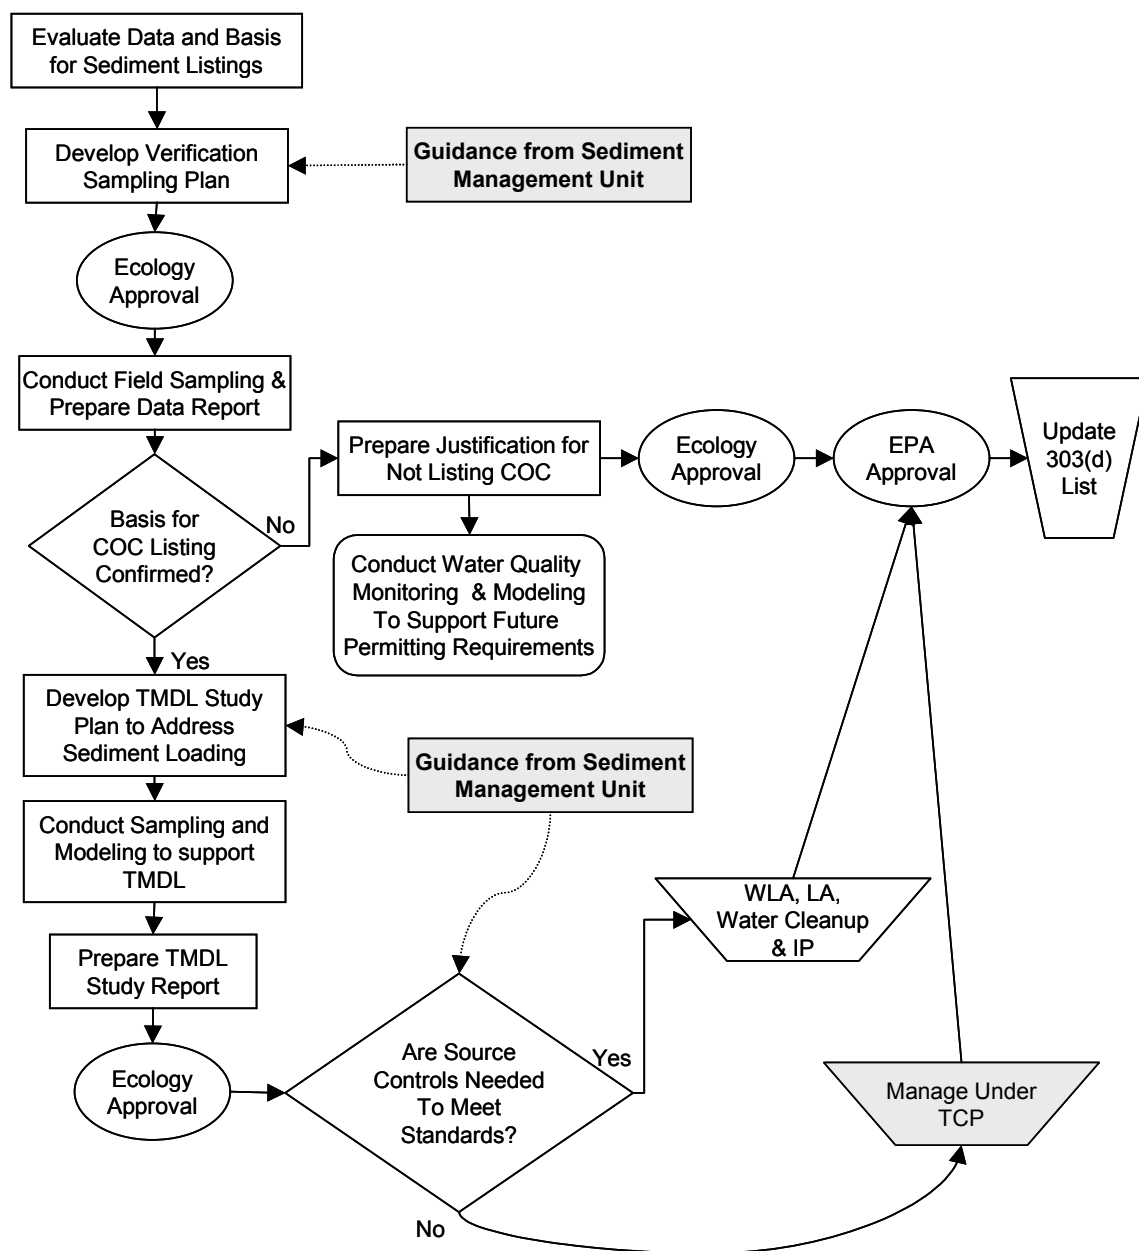 Evaluate Data and Basis
for Sediment Listings
Develop Verification
Sampling Plan
Guidance from Sediment
Management Unit
Ecology
Approval
Conduct Field Sampling &
Prepare Data Report
Basis for
COC Listing
Confirmed?
No
Prepare Justification for
Not Listing COC
Ecology
Approval
EPA
Approval
Update
303(d)
List
Conduct Water Quality
Monitoring & Modeling
To Support Future
Permitting Requirements
Yes
Develop TMDL Study
Plan to Address
Sediment Loading
Guidance from Sediment
Management Unit
Conduct Sampling and
Modeling to support
TMDL
Prepare TMDL
Study Report
Ecology
Approval
Are Source
Controls Needed
To Meet
Standards?
Yes
WLA, LA,
Water Cleanup
& IP
No
Manage Under
TCP